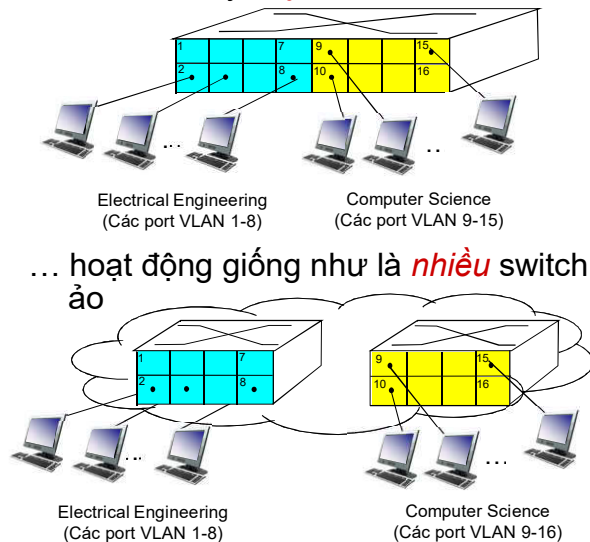 1 7 9 15
2 8 10 16
... ..
Electrical Engineering Computer Science
(Các port VLAN 1-8) (Các port VLAN 9-15)
… hoạt động giống như là nhiều switch
ảo
1 7 9 15
2 8 10 16
... ...
Electrical Engineering Computer Science
(Các port VLAN 1-8) (Các port VLAN 9-16)